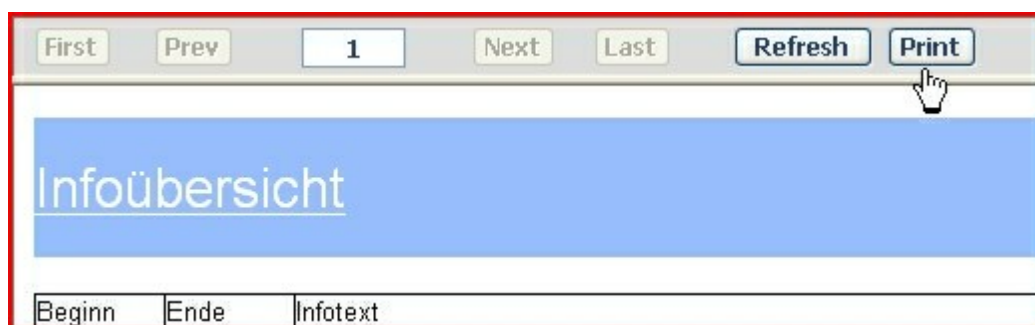 First Prev 1 Next Last Refresh Print
Infoübersicht
Beginn Ende Infotext